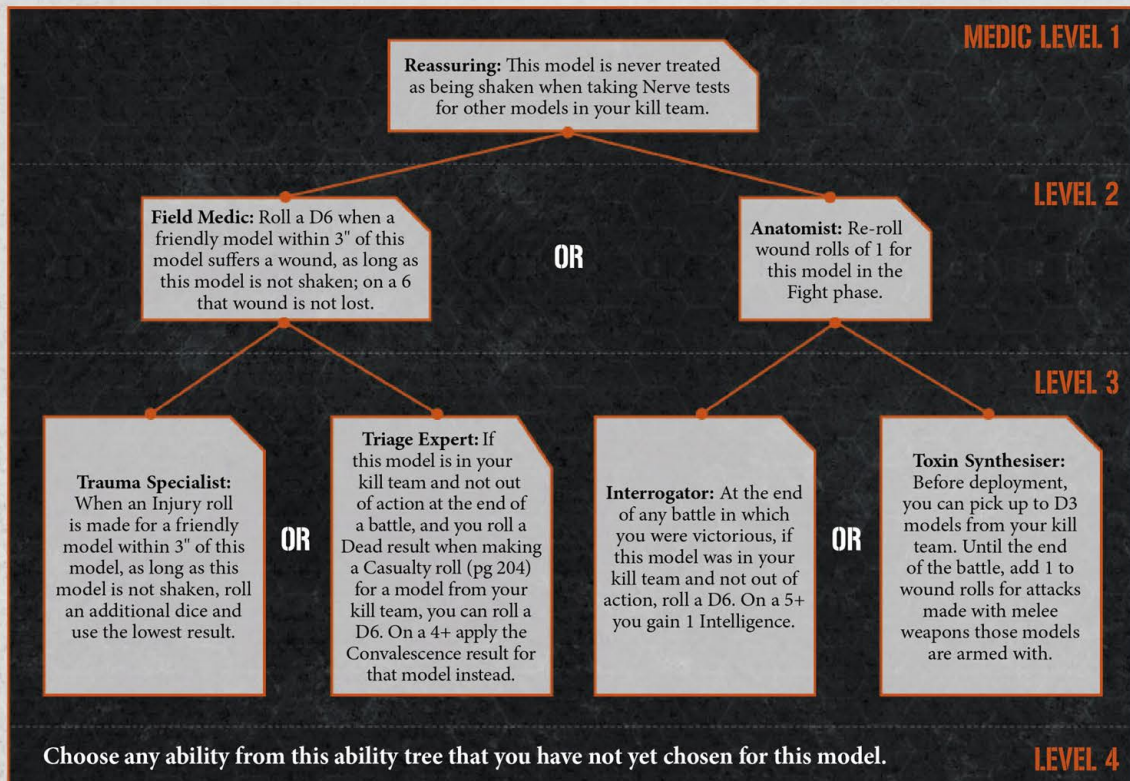 MEDIC LEVEL 1
Reassuring: This model is never treated
as being shaken when taking Nerve tests
for other models in your kill team.
LEVEL 2
Field Medic: Roll a D6 when a
friendly model within 3" of this
model suffers a wound, as long as
this model is not shaken; on a 6
that wound is not lost.
OR
Anatomist: Re-roll
wound rolls of 1 for
this model in the
Fight phase.
LEVEL 3
Trauma Specialist:
When an Injury roll
is made for a friendly
model within 3" of this
model, as long as this
model is not shaken, roll
an additional dice and
use the lowest result.
OR
Triage Expert: If
this model is in your
kill team and not out
of action at the end of
a battle, and you roll a
Dead result when making
a Casualty roll (pg 204)
for a model from your
kill team, you can roll a
D6. On a 4+ apply the
Convalescence result for
that model instead.
Interrogator: At the end
of any battle in which
you were victorious, if
this model was in your
kill team and not out of
action, roll a D6. On a 5+
you gain 1 Intelligence.
OR
Toxin Synthesiser:
Before deployment,
you can pick up to D3
models from your kill
team. Until the end
of the battle, add 1 to
wound rolls for attacks
made with melee
weapons those models
are armed with.
Choose any ability from this ability tree that you have not yet chosen for this model.
LEVEL 4